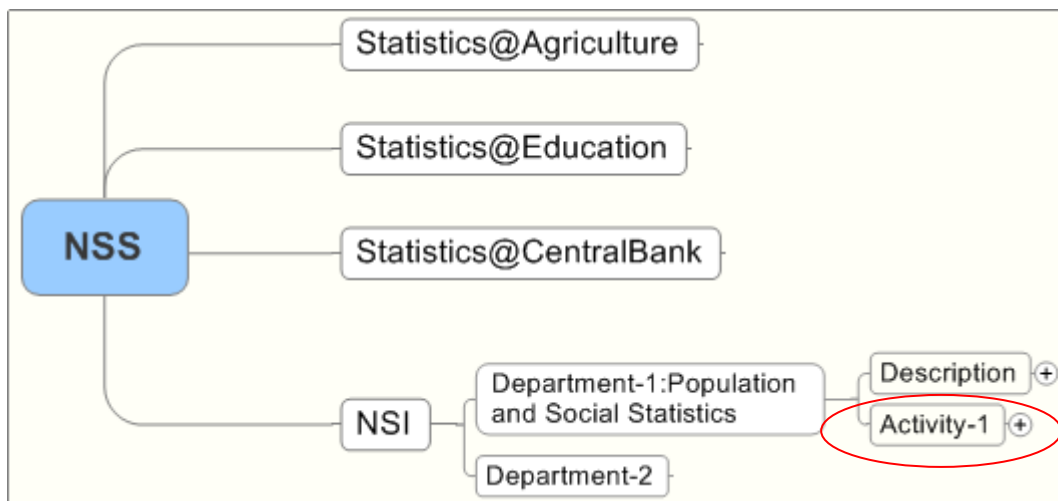 Statistics@Agriculture
Statistics@Education
NSS
Statistics@CentralBank
Department-1:Population
and Social Statistics
Description
Activity-1
NSI
Department-2